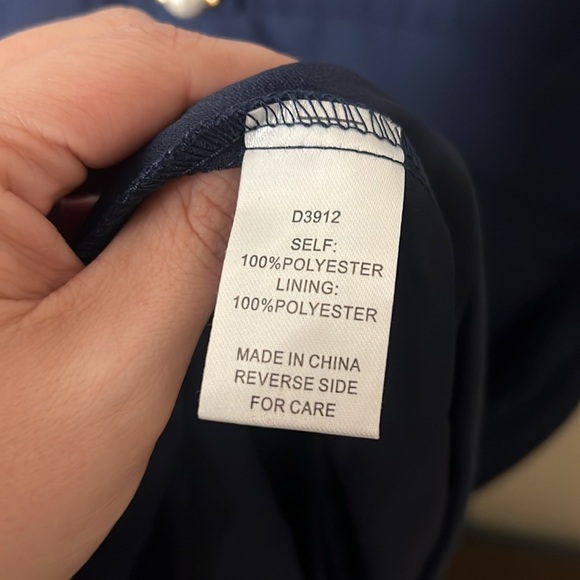 D3912
SELF:
100%POLYESTER
LINING:
100%POLYESTER
MADE IN CHINA
REVERSE SIDE
FOR CARE